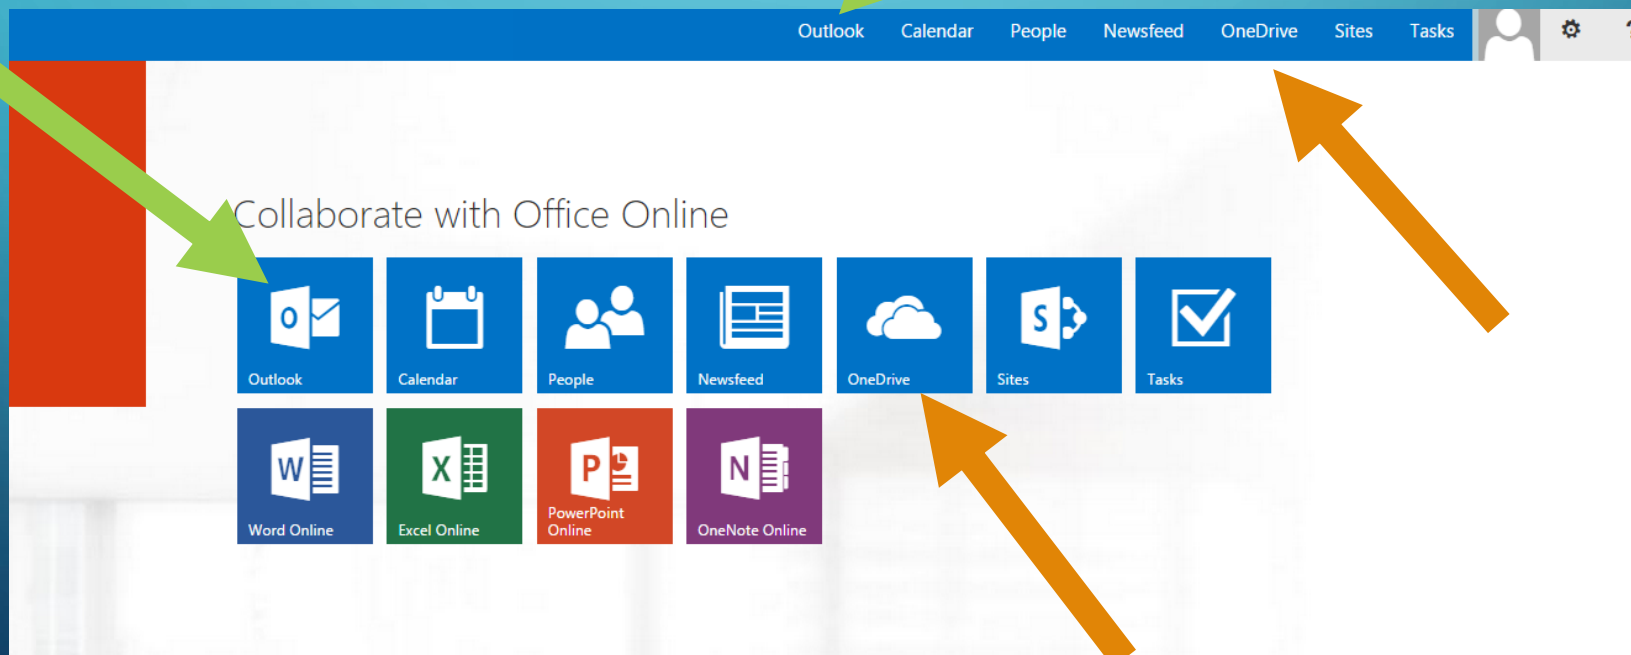 Outlook Calendar People Newsfeed OneDrive Sites Tasks ?
Collaborate with Office Online
O S
Outlook Calendar People Newsfeed OneDrive Sites Tasks
W X P N
PowerPoint
Word Online Excel Online Online OneNote Online